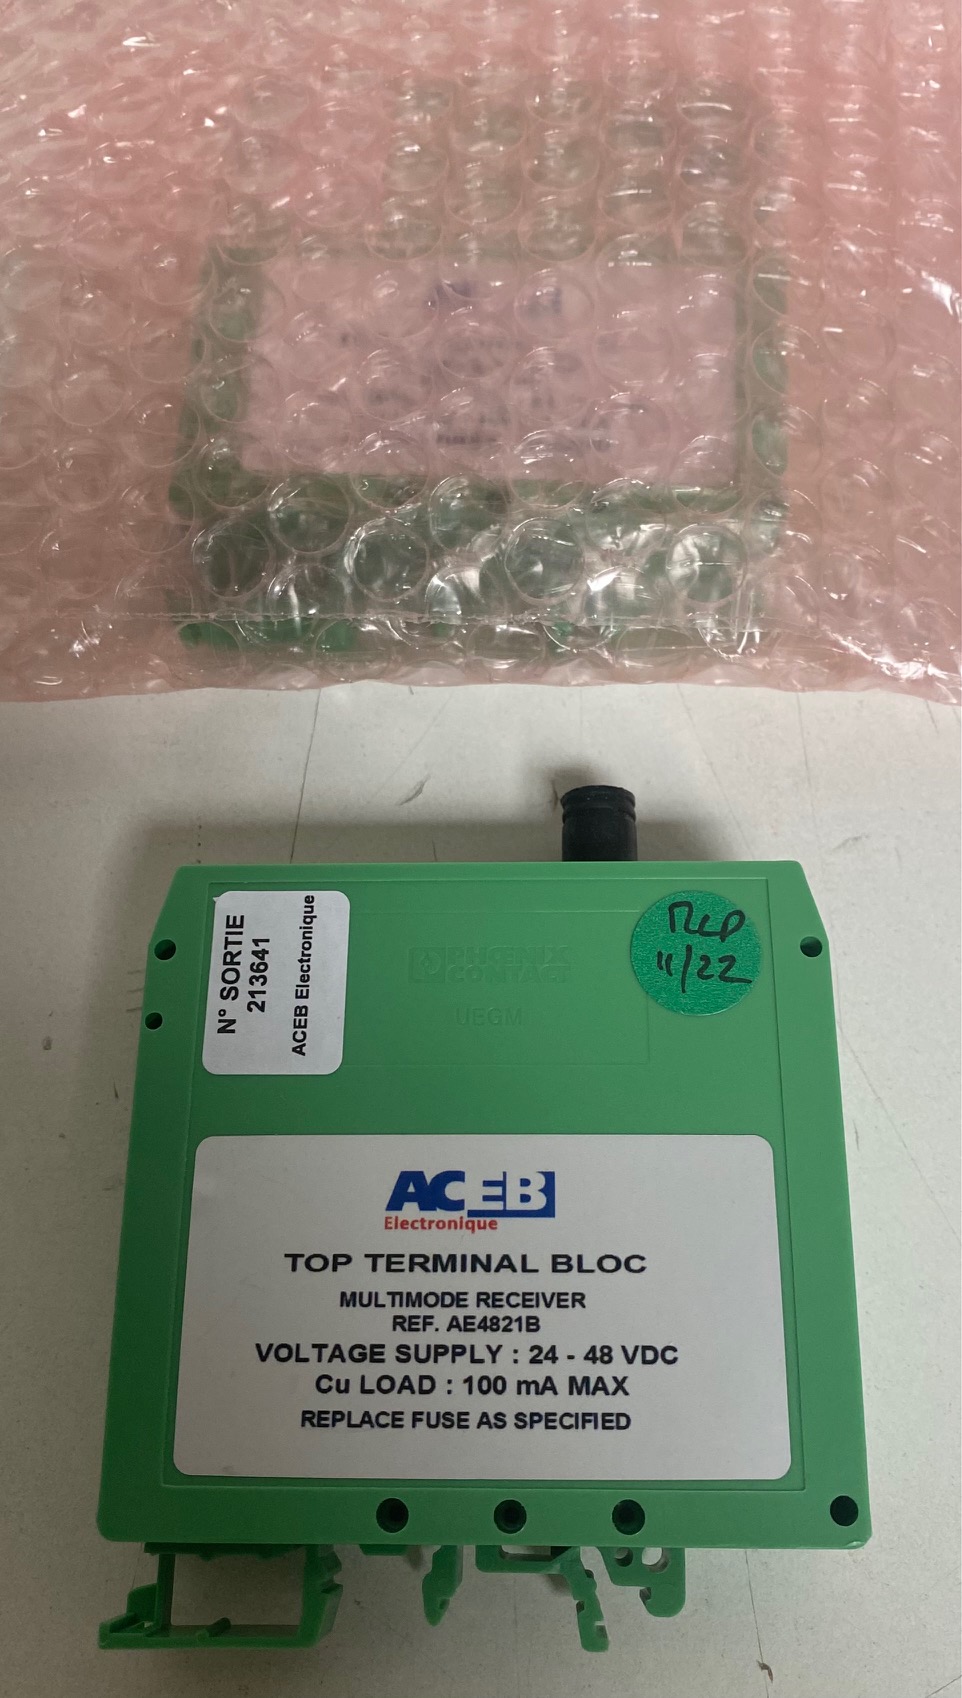 N° SORTIE
213641
ACEB Electronique
PHOENIX
CONTACT
UEGM
11/22
ACEB
Electronique
TOP TERMINAL BLOC
MULTIMODE RECEIVER
REF. AE4821B
VOLTAGE SUPPLY : 24 - 48 VDC
Cu LOAD : 100 mA MAX
REPLACE FUSE AS SPECIFIED